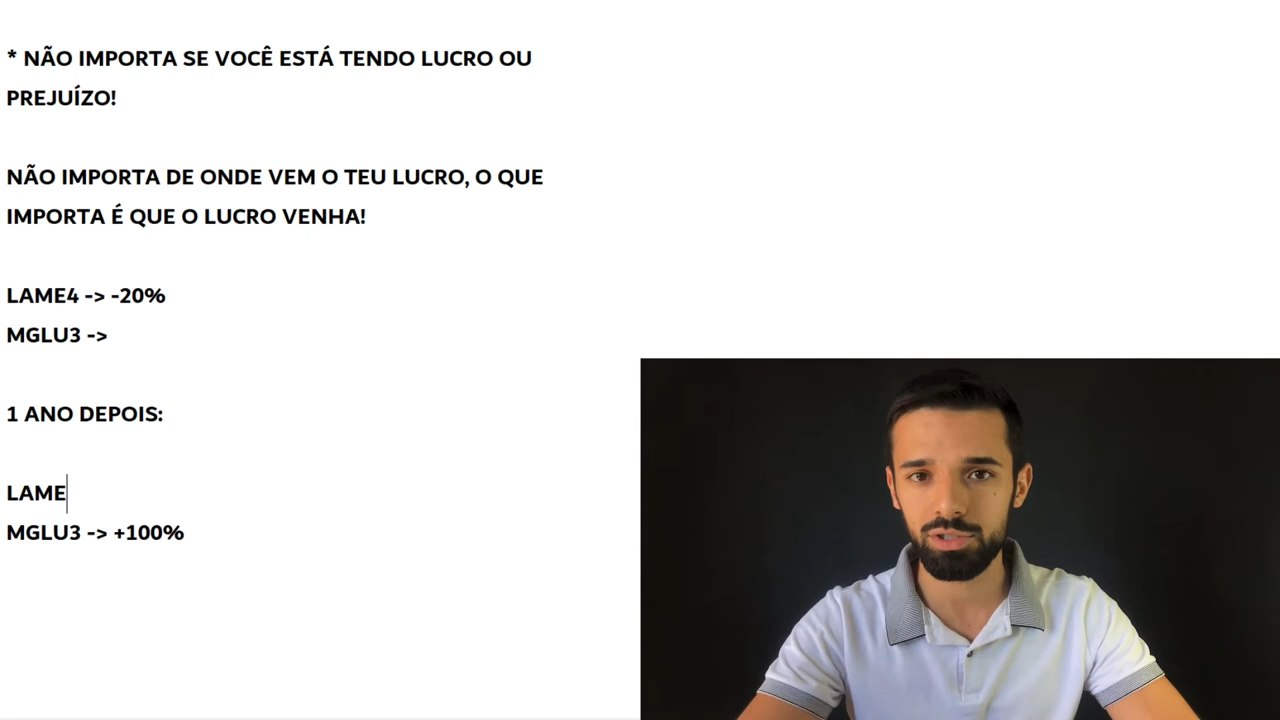 * NÃO IMPORTA SE VOCÊ ESTÁ TENDO LUCRO OU
PREJUÍZO!
NÃO IMPORTA DE ONDE VEM O TEU LUCRO, O QUE
IMPORTA É QUE O LUCRO VENHA!
LAME4 -> -20%
MGLU3 ->
1 ANO DEPOIS:
LAME
MGLU3 -> +100%